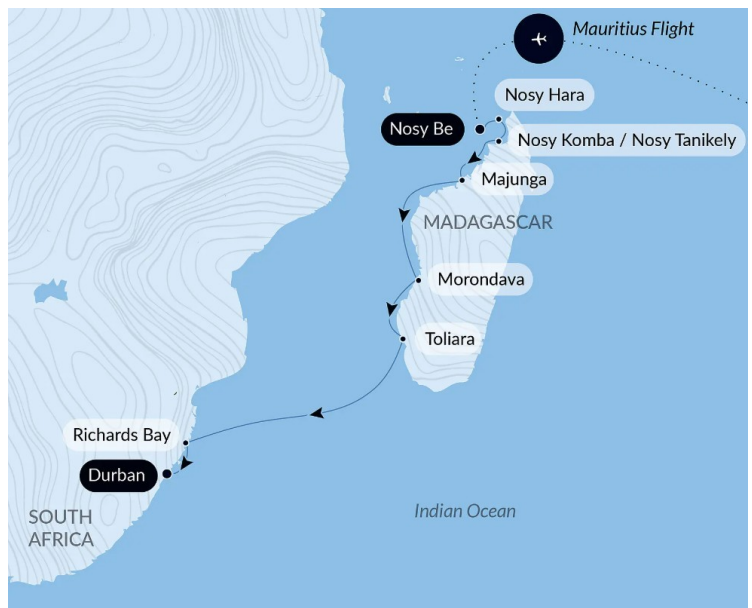 Mauritius Flight
Nosy Hara
Nosy Be
Nosy Komba / Nosy Tanikely
Majunga
MADAGASCAR
Morondava
Toliara
Richards Bay
Durban
Indian Ocean
SOUTH
AFRICA